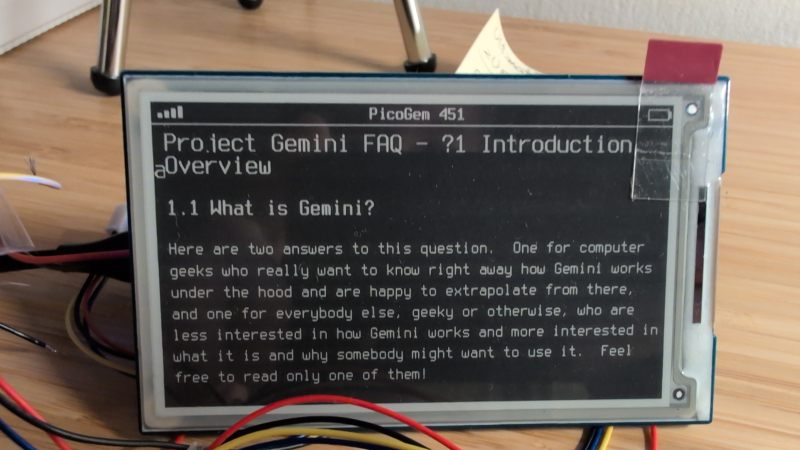 PicoGem 451
Project Gemini FAQ - ?1 Introduction
aOverview
1.1 What is Gemini?
Here are two answers to this question.  One for computer
geeks who really want to know right away how Gemini works
under the hood and are happy to extrapolate from there,
and one for everybody else, geeky or otherwise, who are
less interested in how Gemini works and more interested in
what it is and why somebody might want to use it.  Feel
free to read only one of them!